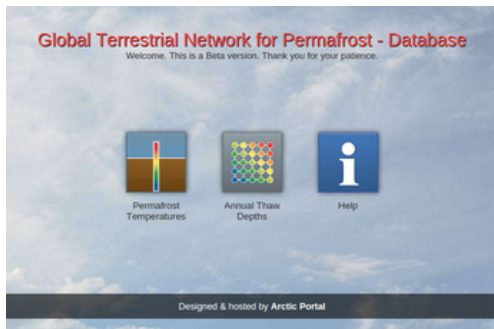 Global Terrestrial Network for Permafrost - Database
Welcome. This is a Beta version. Thank you for your patience.
Permafrost
Temperatures
Annual Thaw
Depths
Help
Designed & hosted by Arctic Portal